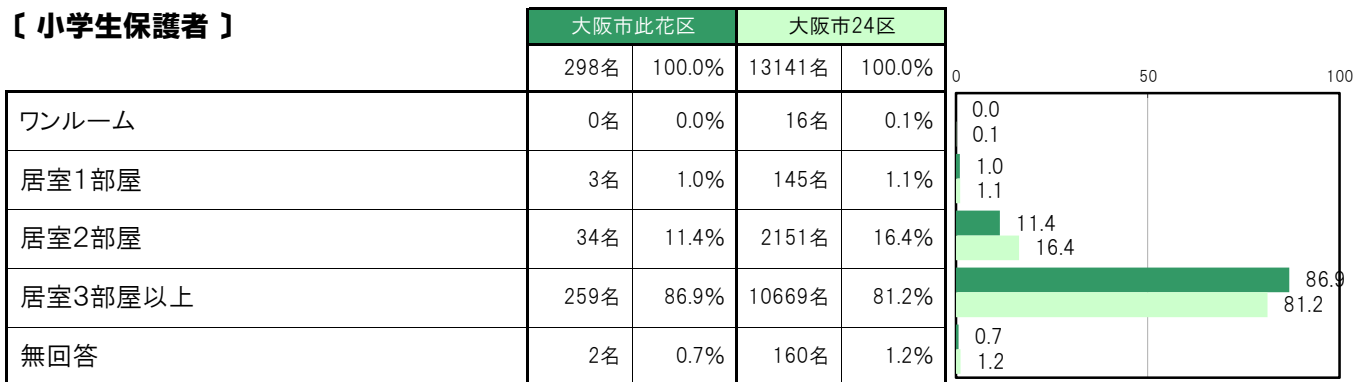 〔 小学生保護者 〕
大阪市此花区 大阪市24区
298名 100.0% 13141名 100.0%
0 50 100
ワンルーム 0名 0.0% 16名 0.1% 0.0
0.1
居室1部屋 3名 1.0% 145名 1.1% 1.0
1.1
居室2部屋 34名 11.4% 2151名 16.4% 11.4
16.4
居室3部屋以上 259名 86.9% 10669名 81.2% 86.9
81.2
無回答 2名 0.7% 160名 1.2% 0.7
1.2